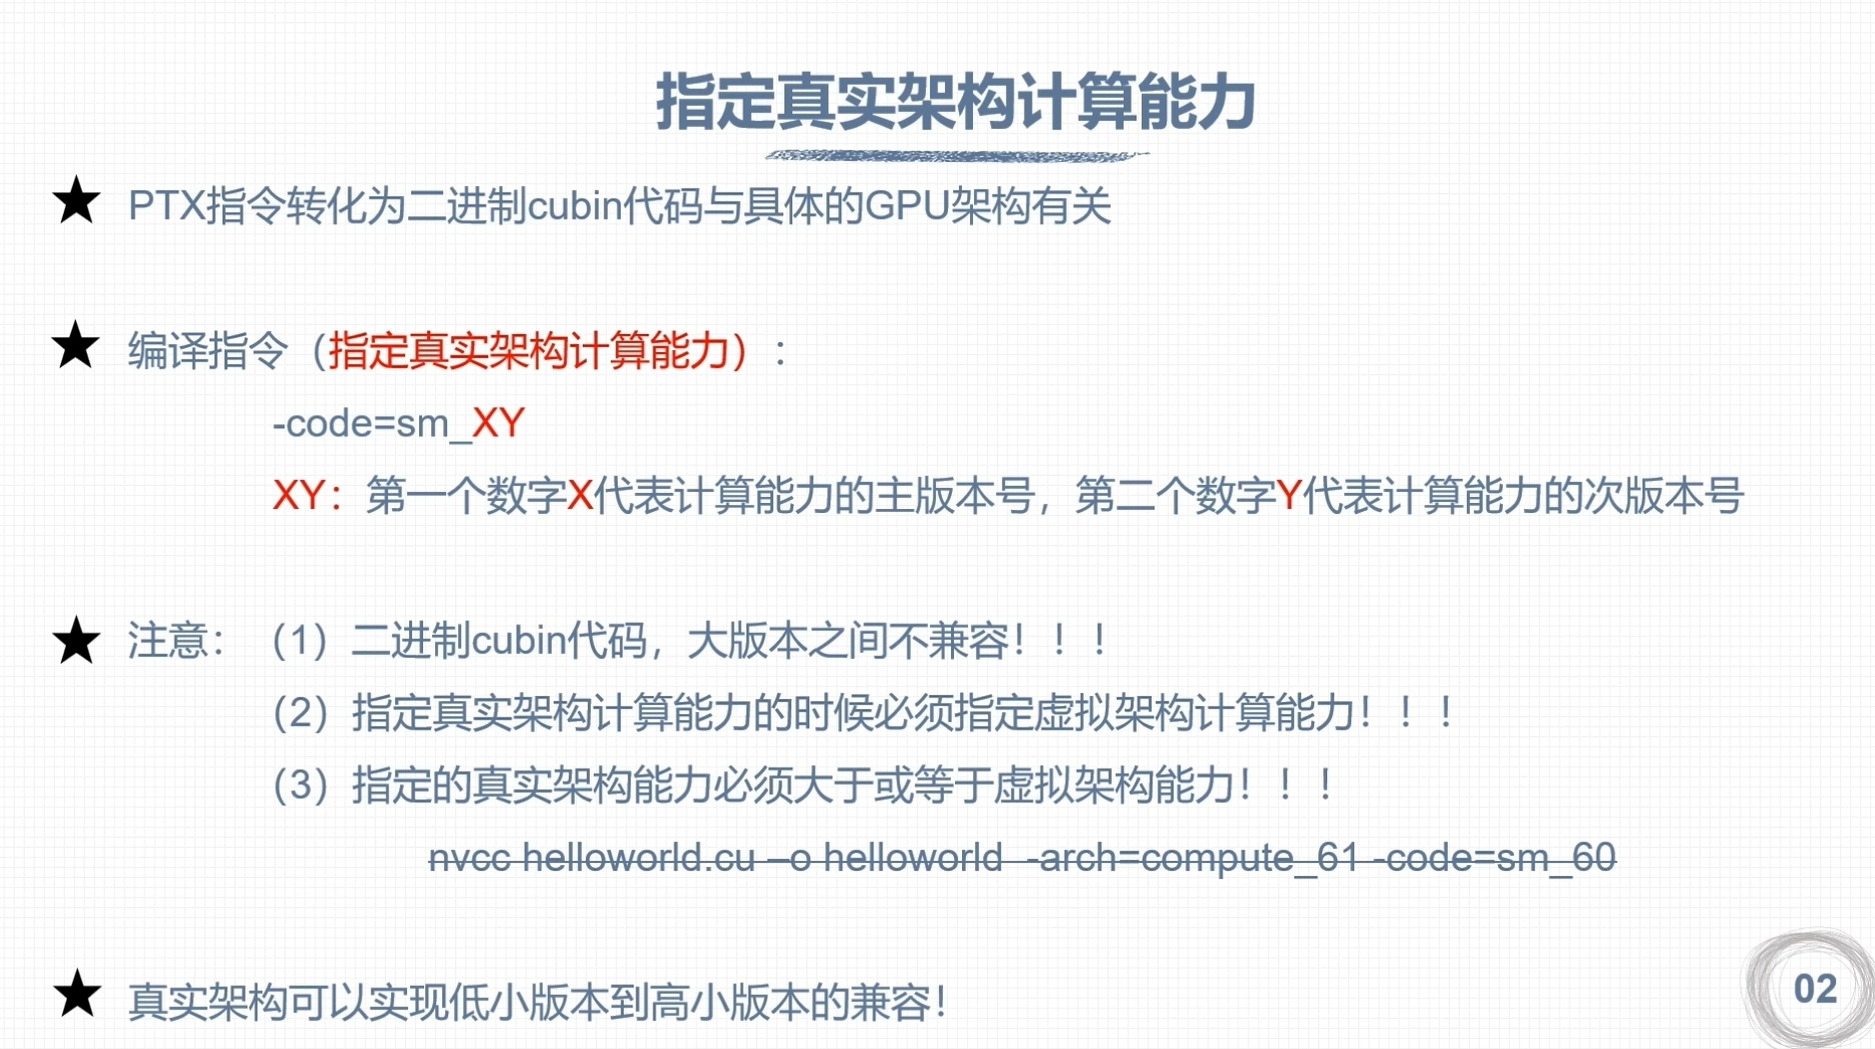 指定真实架构计算能力
★ PTX指令转化为二进制cubin代码与具体的GPU架构有关
★ 编译指令（指定真实架构计算能力）：
-code=sm_XY
XY：第一个数字X代表计算能力的主版本号，第二个数字Y代表计算能力的次版本号
★ 注意：（1）二进制cubin代码，大版本之间不兼容！！！
（2）指定真实架构计算能力的时候必须指定虚拟架构计算能力！！！
（3）指定的真实架构能力必须大于或等于虚拟架构能力！！！
nvcc helloworld.cu –o helloworld -arch=compute_61 -code=sm_60
★ 真实架构可以实现低小版本到高小版本的兼容！
02